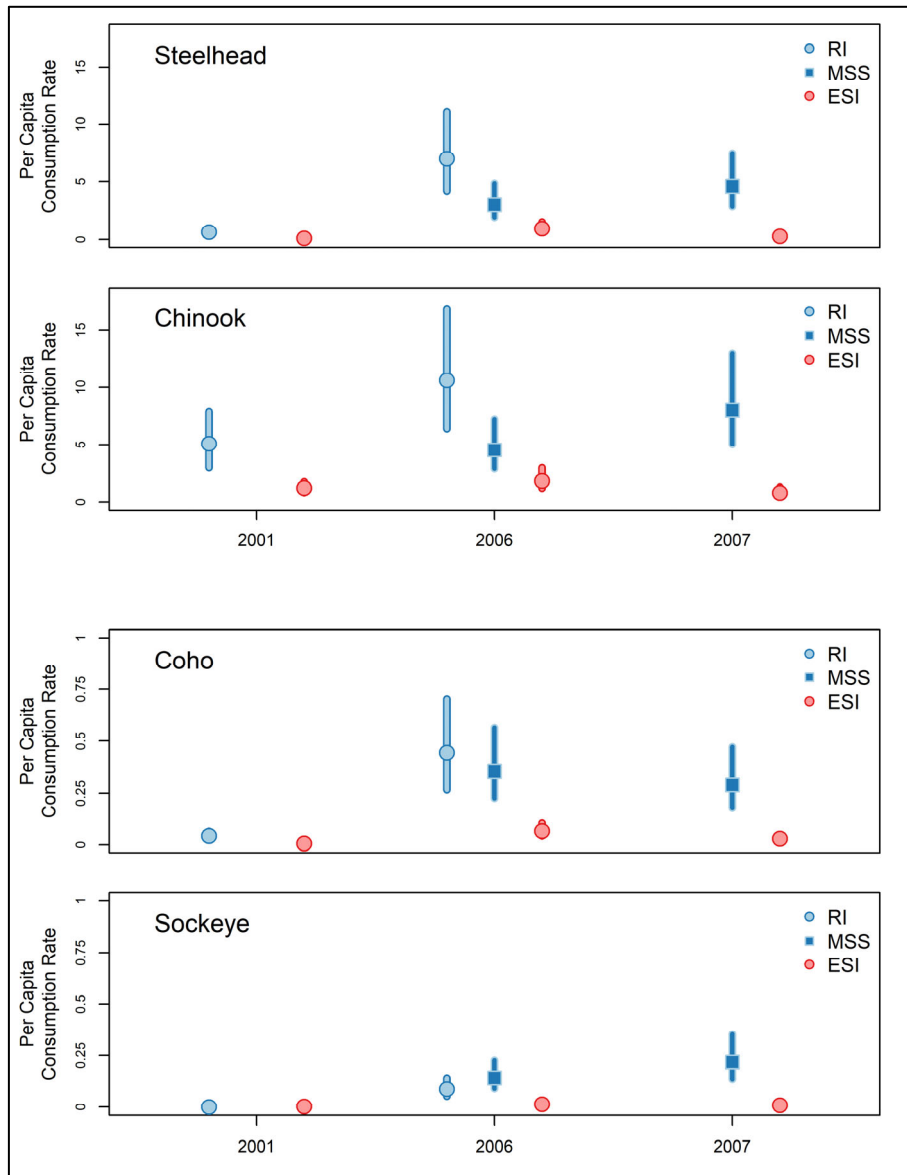 Steelhead
RI
MSS
ESI
Per Capita
Consumption Rate
15
10
5
0
Chinook
RI
MSS
ESI
Per Capita
Consumption Rate
15
10
5
0
2001 2006 2007
Coho
RI
MSS
ESI
Per Capita
Consumption Rate
1
0.75
0.5
0.25
0
Sockeye
RI
MSS
ESI
Per Capita
Consumption Rate
1
0.75
0.5
0.25
0
2001 2006 2007